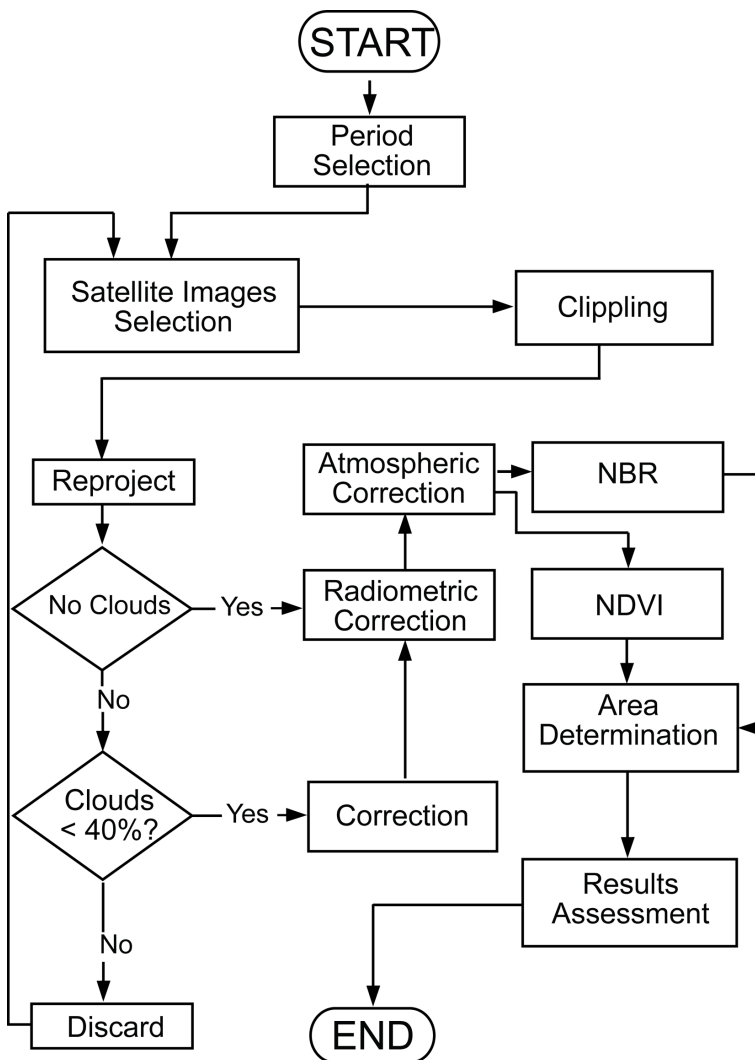 START
Period
Selection
Satellite Images
Selection
Clippling
Reproject
Atmospheric
Correction
NBR
No Clouds
Yes
Radiometric
Correction
NDVI
No
Area
Determination
Clouds
< 40%?
Yes
Correction
Results
Assessment
No
Discard
END